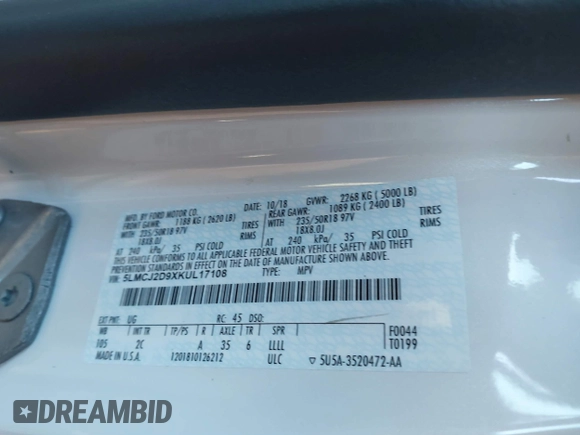 MFD. BY FORD MOTOR CO.
10/18 GVWR: 2268 KG ( 5000 LB)
FRONT GAWR: 1188 KG ( 2620 LB) REAR GAWR: 1089 KG ( 2400 LB)
WITH 235/50R18 97V TIRES WITH 235/50R18 97V TIRES
18X8.0J RIMS 18X8.0J RIMS
AT 240 kPa/ 35 PSI COLD AT 240 kPa/ 35 PSI COLD
THIS VEHICLE CONFORMS TO ALL APPLICABLE FEDERAL MOTOR VEHICLE SAFETY AND THEFT
PREVENTION STANDARDS IN EFFECT ON THE DATE OF MANUFACTURE SHOWN ABOVE.
VIN: 5LMCJ2D9XKUL17108 TYPE: MPV
EXT PNT: UG RC: 45 DSO:
WB INT TR TP/PS R AXLE TR SPR F0044
105 2C A 35 6 LLLL T0199
MADE IN U.S.A. 1201810126212 ULC ▽ 5U5A-3520472-AA
DREAMBID